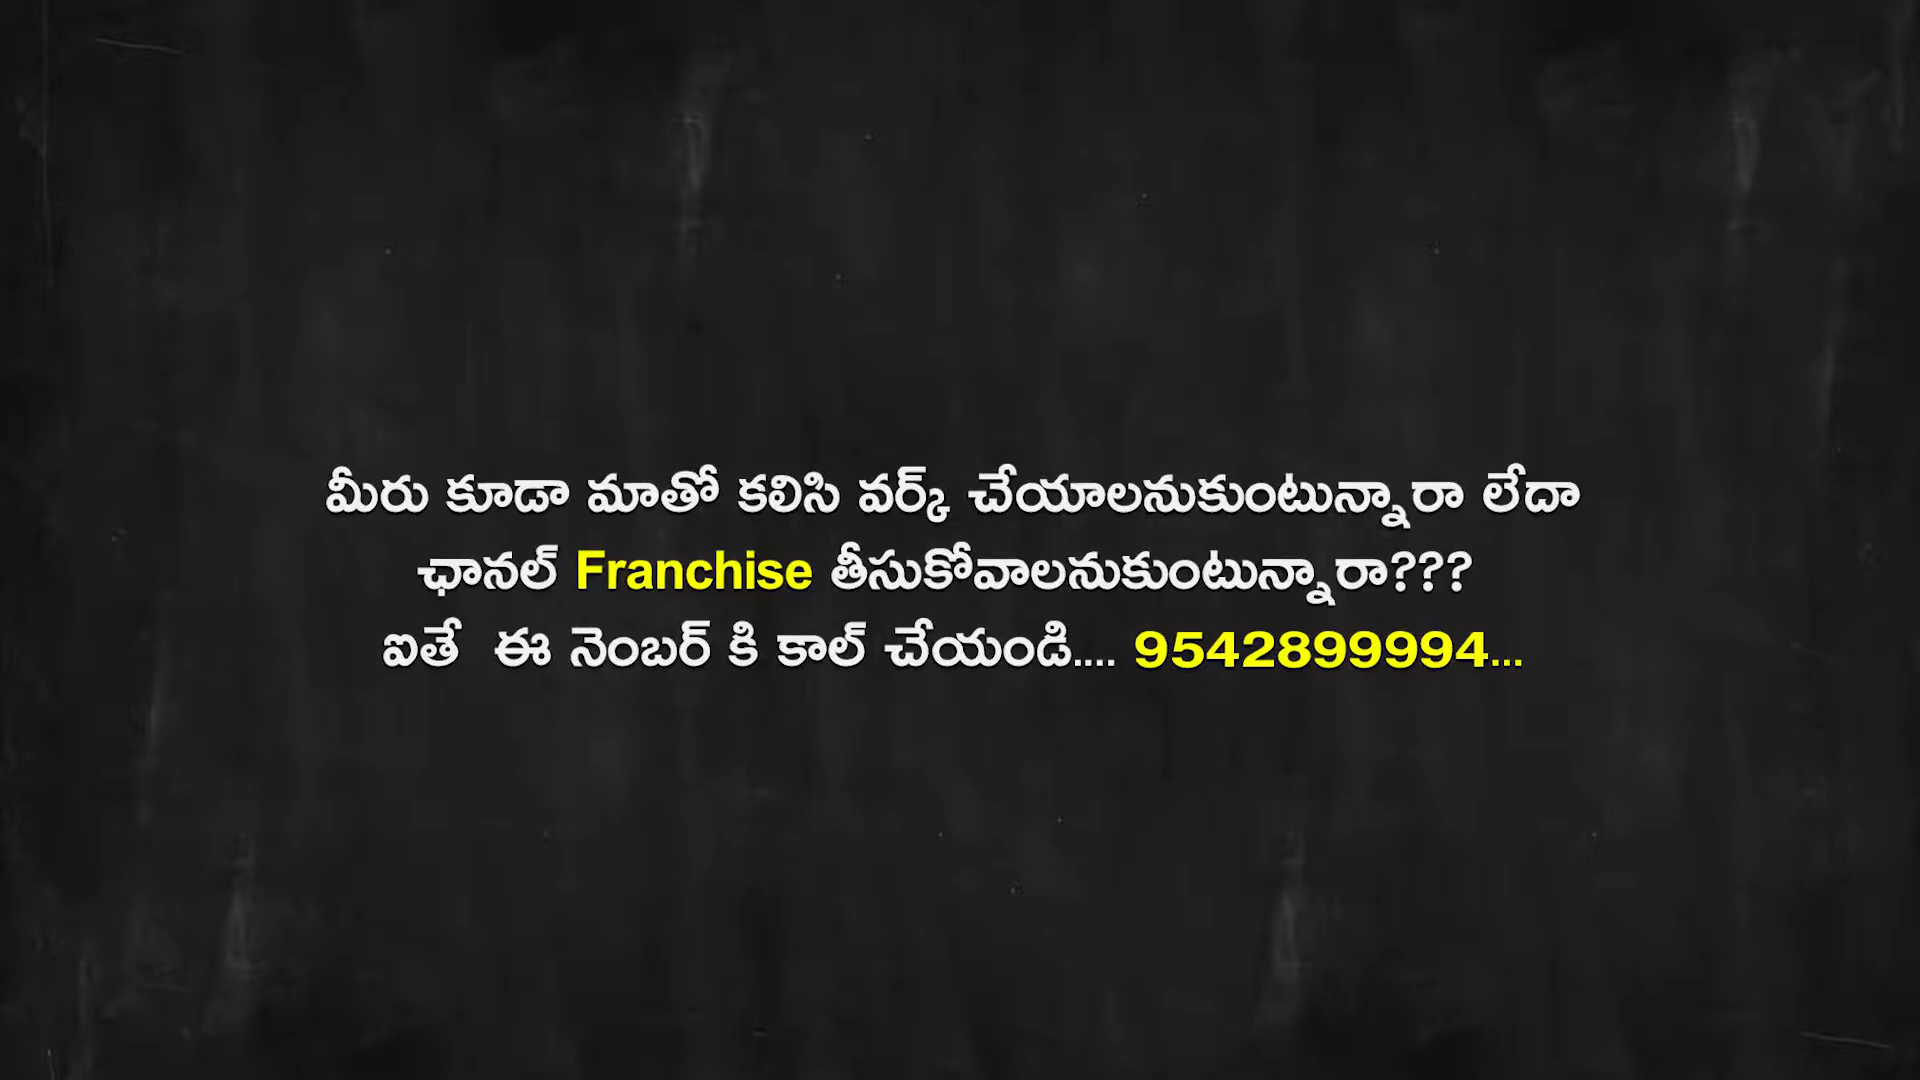 మీరు కూడా మాతో కలిసి వర్క్ చేయాలనుకుంటున్నారా లేదా
ఛానల్ Franchise తీసుకోవాలనుకుంటున్నారా???
ఐతే ఈ నెంబర్ కి కాల్ చేయండి.... 9542899994...